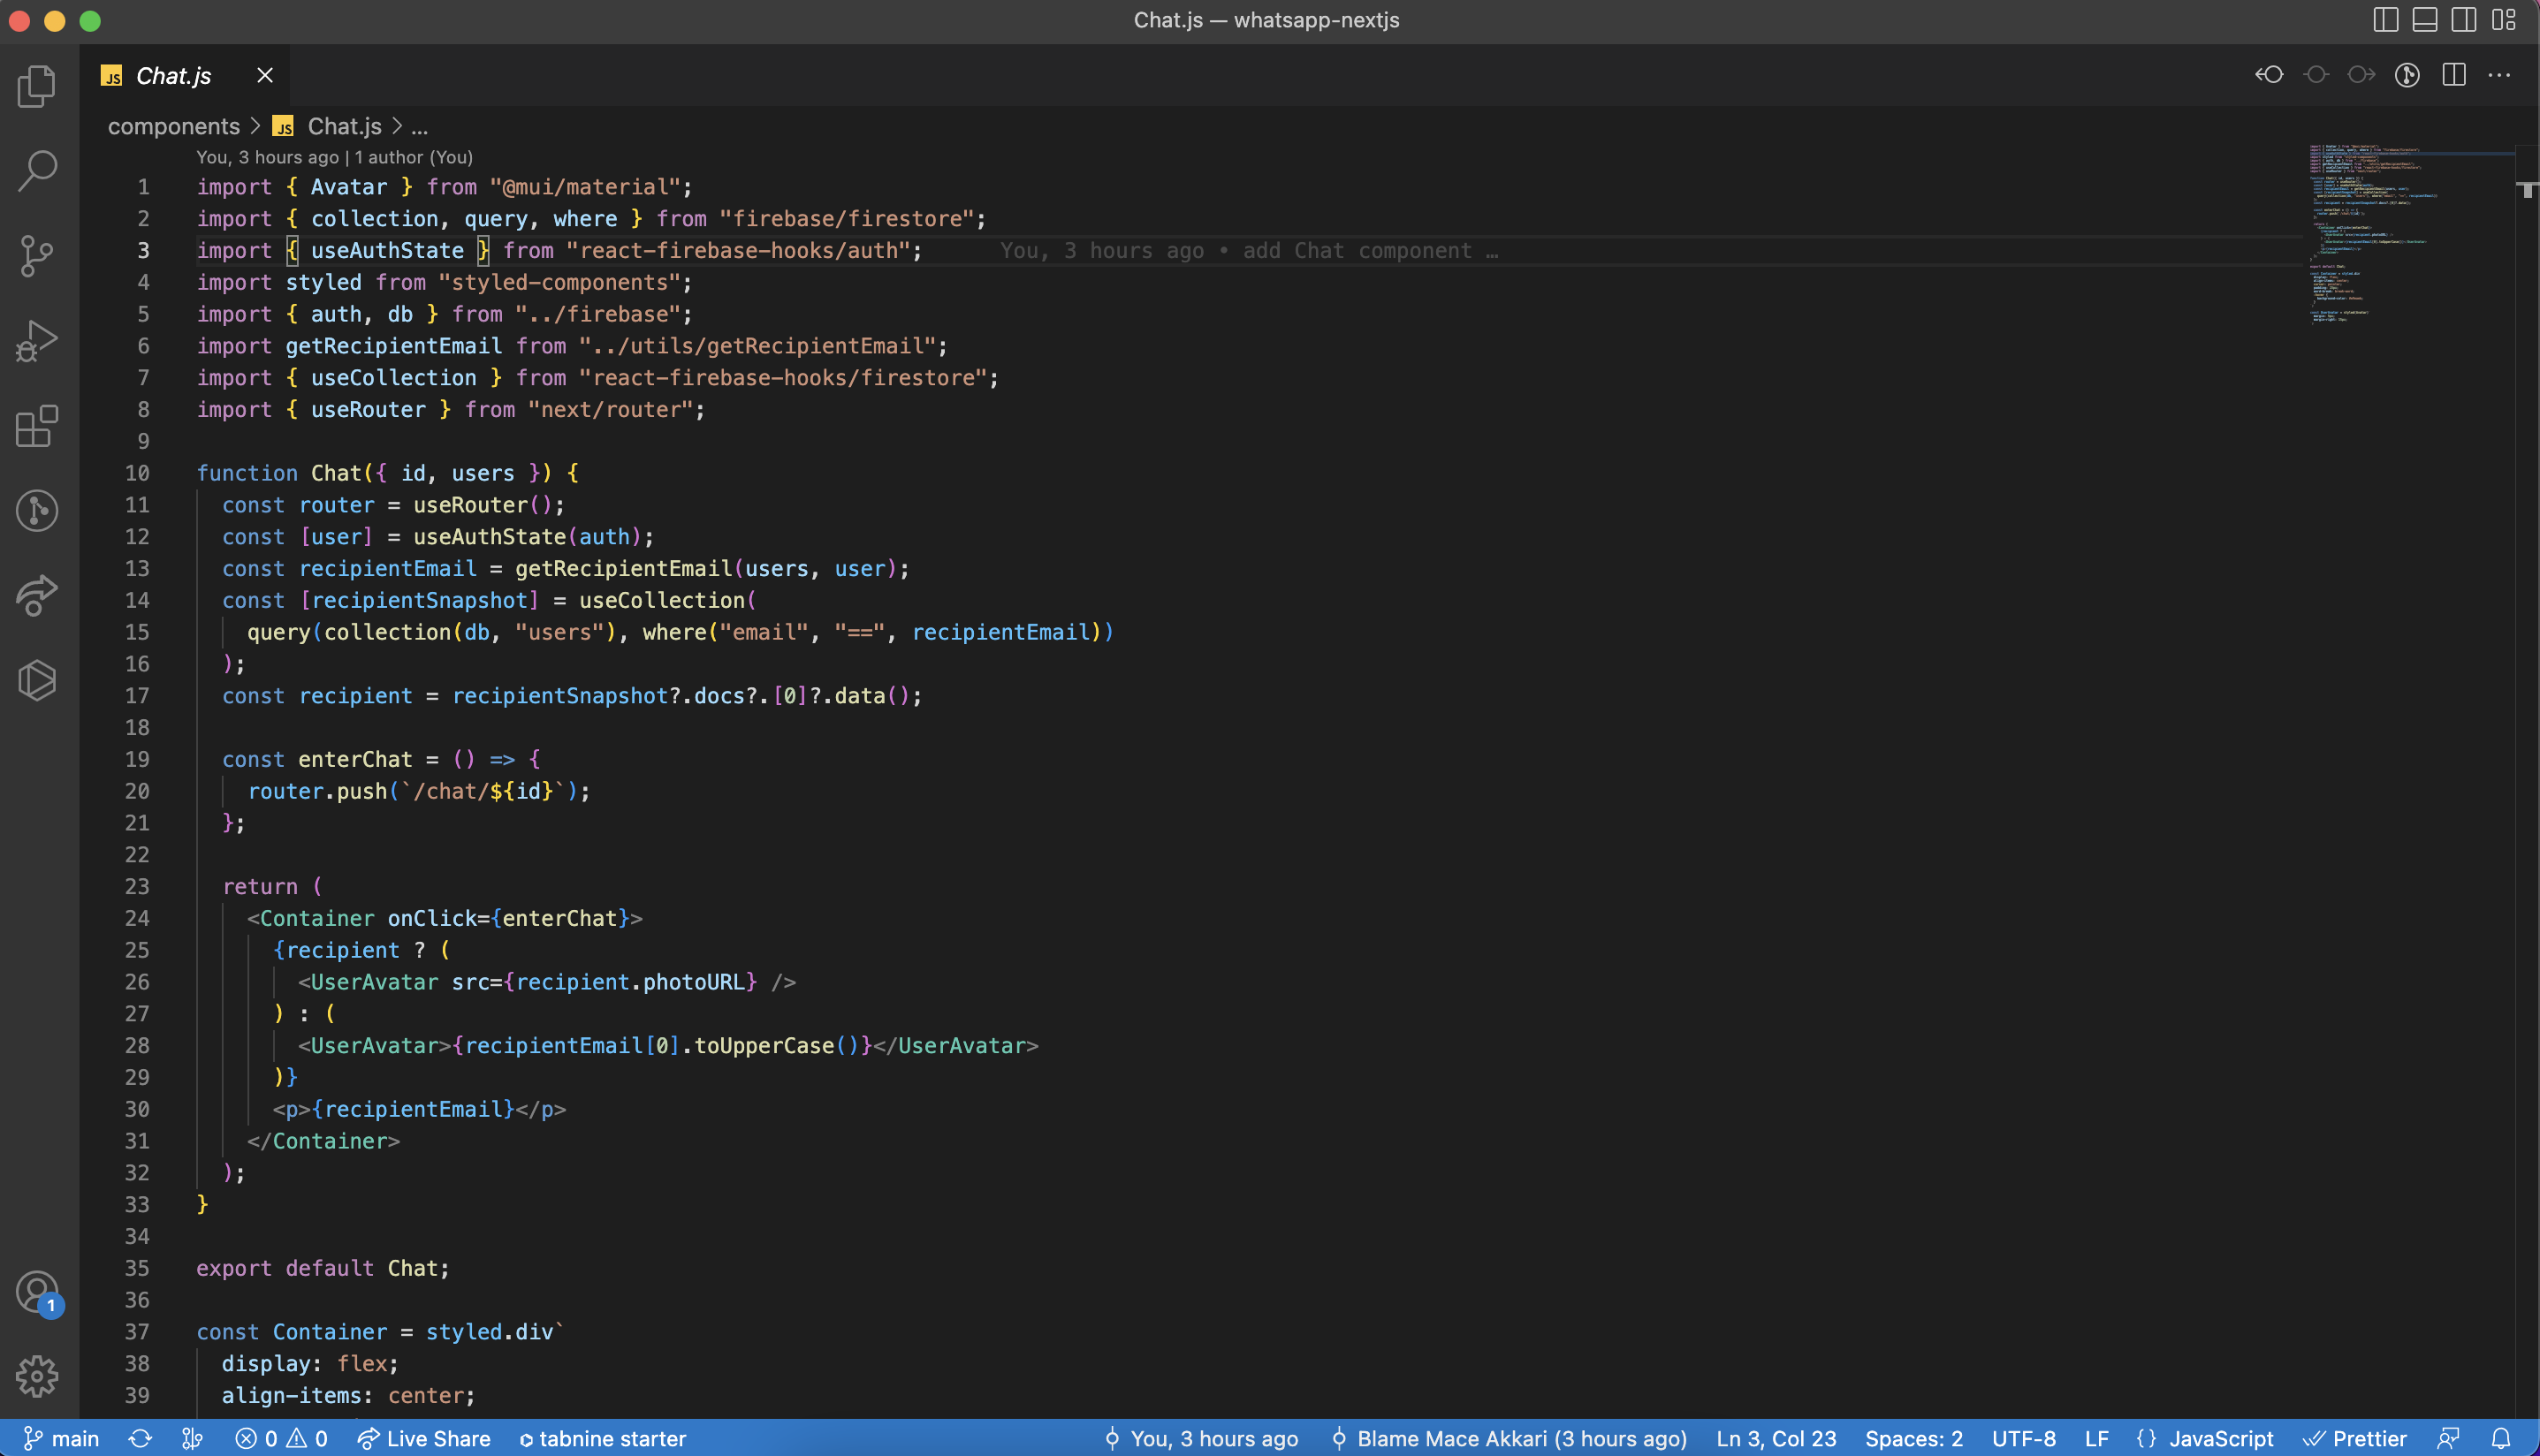 Chat.js — whatsapp-nextjs
JS Chat.js
components > JS Chat.js > ...
You, 3 hours ago | 1 author (You)
1 import { Avatar } from "@mui/material";
2 import { collection, query, where } from "firebase/firestore";
3 import { useAuthState } from "react-firebase-hooks/auth"; You, 3 hours ago • add Chat component …
4 import styled from "styled-components";
5 import { auth, db } from "../firebase";
6 import getRecipientEmail from "../utils/getRecipientEmail";
7 import { useCollection } from "react-firebase-hooks/firestore";
8 import { useRouter } from "next/router";
9
10 function Chat({ id, users }) {
11   const router = useRouter();
12   const [user] = useAuthState(auth);
13   const recipientEmail = getRecipientEmail(users, user);
14   const [recipientSnapshot] = useCollection(
15     query(collection(db, "users"), where("email", "==", recipientEmail))
16   );
17   const recipient = recipientSnapshot?.docs?.[0]?.data();
18
19   const enterChat = () => {
20     router.push(`/chat/${id}`);
21   };
22
23   return (
24     <Container onClick={enterChat}>
25       {recipient ? (
26         <UserAvatar src={recipient.photoURL} />
27       ) : (
28         <UserAvatar>{recipientEmail[0].toUpperCase()}</UserAvatar>
29       )}
30       <p>{recipientEmail}</p>
31     </Container>
32   );
33 }
34
35 export default Chat;
36
37 const Container = styled.div`
38   display: flex;
39   align-items: center;
1
main 0 0 Live Share tabnine starter You, 3 hours ago Blame Mace Akkari (3 hours ago) Ln 3, Col 23 Spaces: 2 UTF-8 LF {} JavaScript Prettier